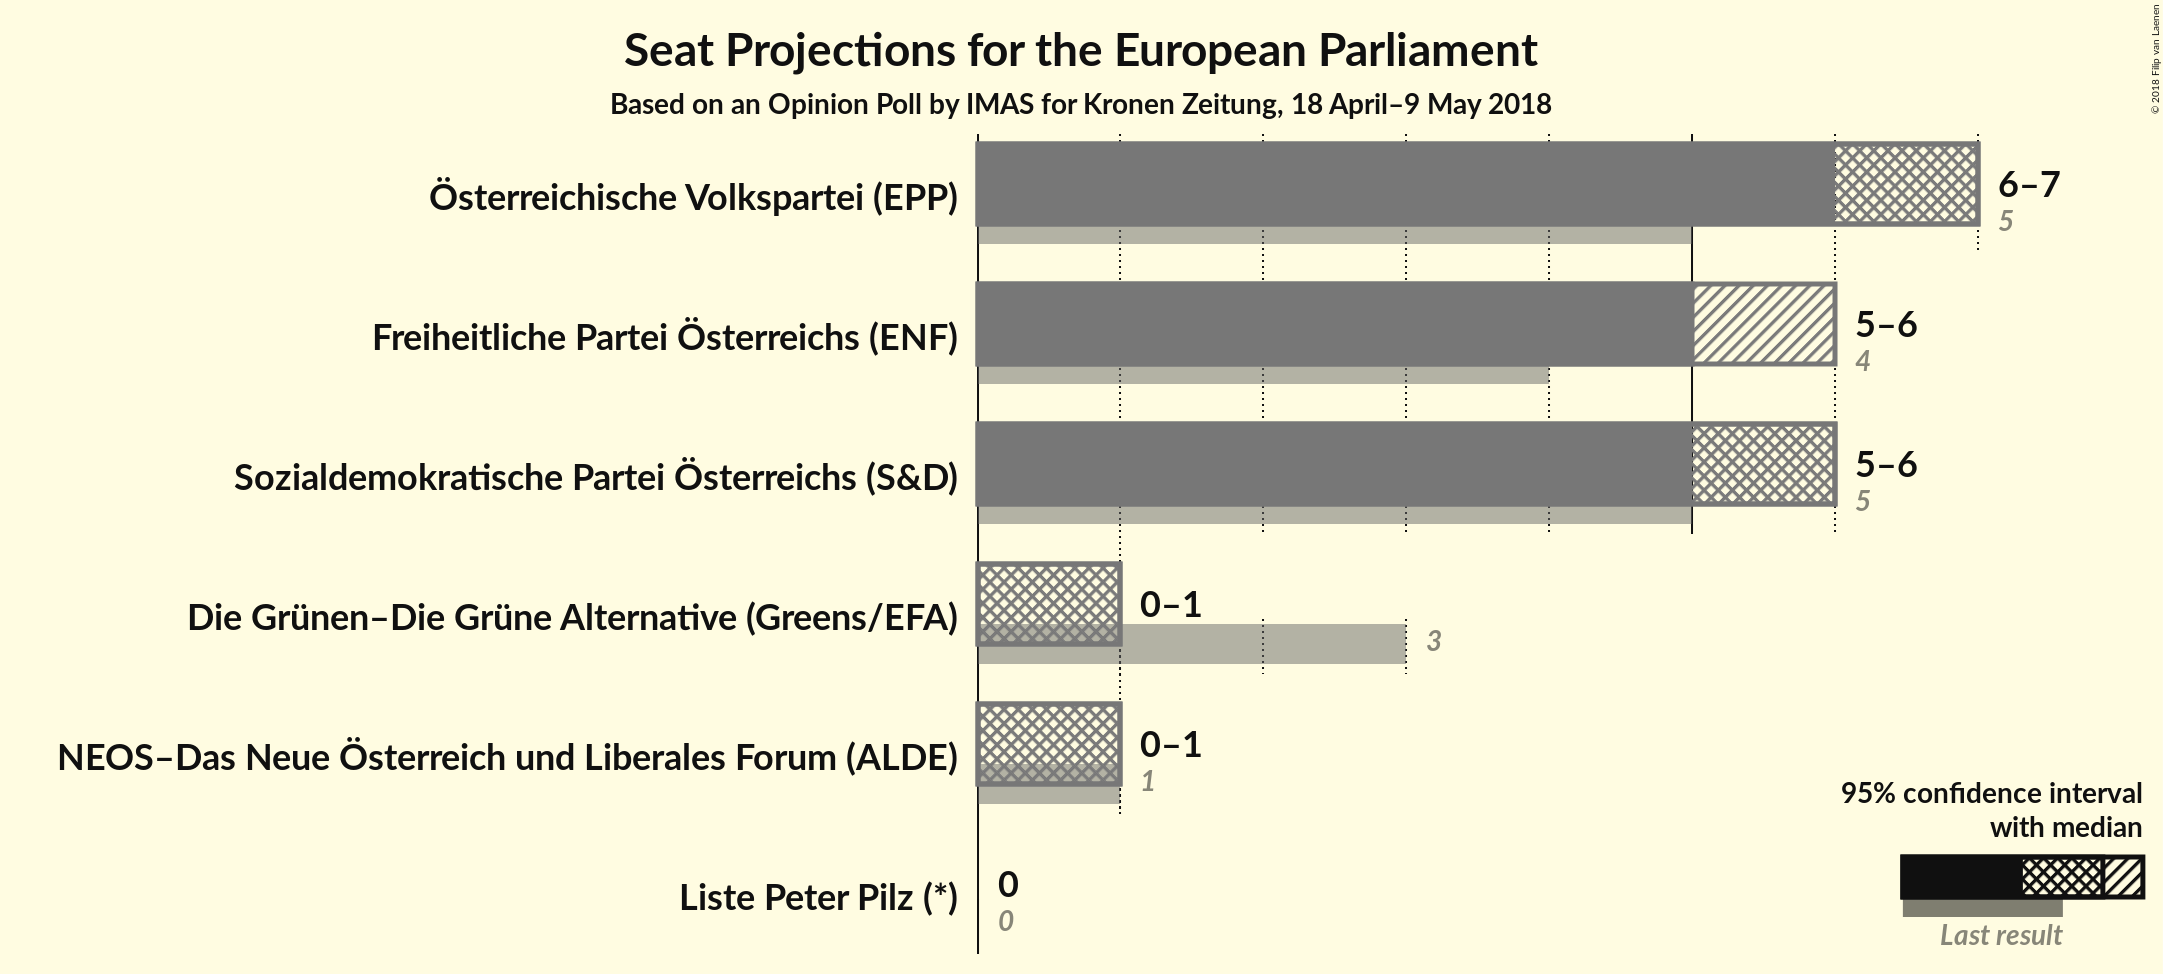 Seat Projections for the European Parliament
Based on an Opinion Poll by IMAS for Kronen Zeitung, 18 April–9 May 2018
© 2018 Filip van Laenen
Österreichische Volkspartei (EPP)
6–7
5
Freiheitliche Partei Österreichs (ENF)
5–6
4
Sozialdemokratische Partei Österreichs (S&D)
5–6
5
Die Grünen–Die Grüne Alternative (Greens/EFA)
0–1
3
NEOS–Das Neue Österreich und Liberales Forum (ALDE)
0–1
1
Liste Peter Pilz (*)
0
0
95% confidence interval
with median
Last result